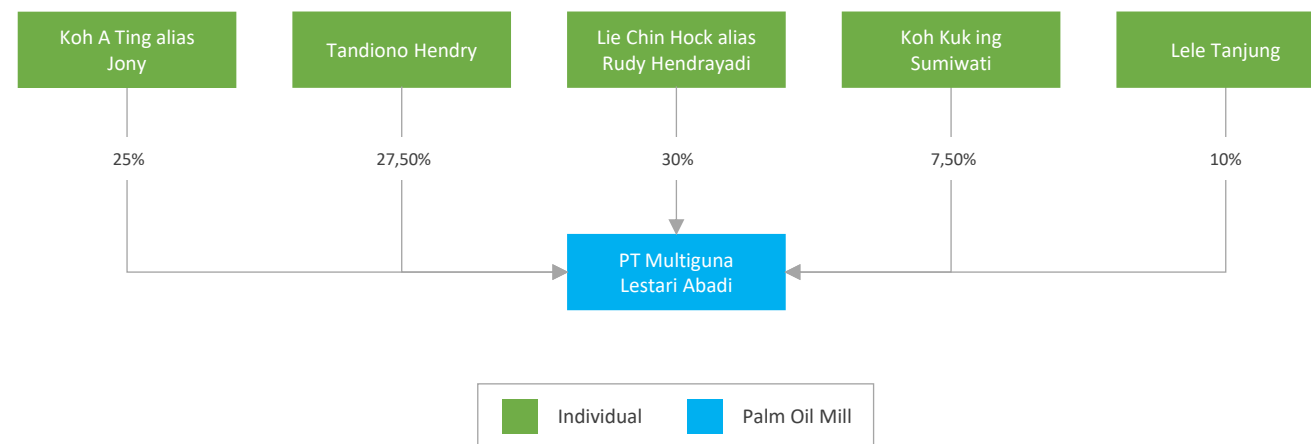 Koh A Ting alias
Jony
Tandiono Hendry
Lie Chin Hock alias
Rudy Hendrayadi
Koh Kuk ing
Sumiwati
Lele Tanjung
25%
27,50%
30%
7,50%
10%
PT Multiguna
Lestari Abadi
Individual
Palm Oil Mill